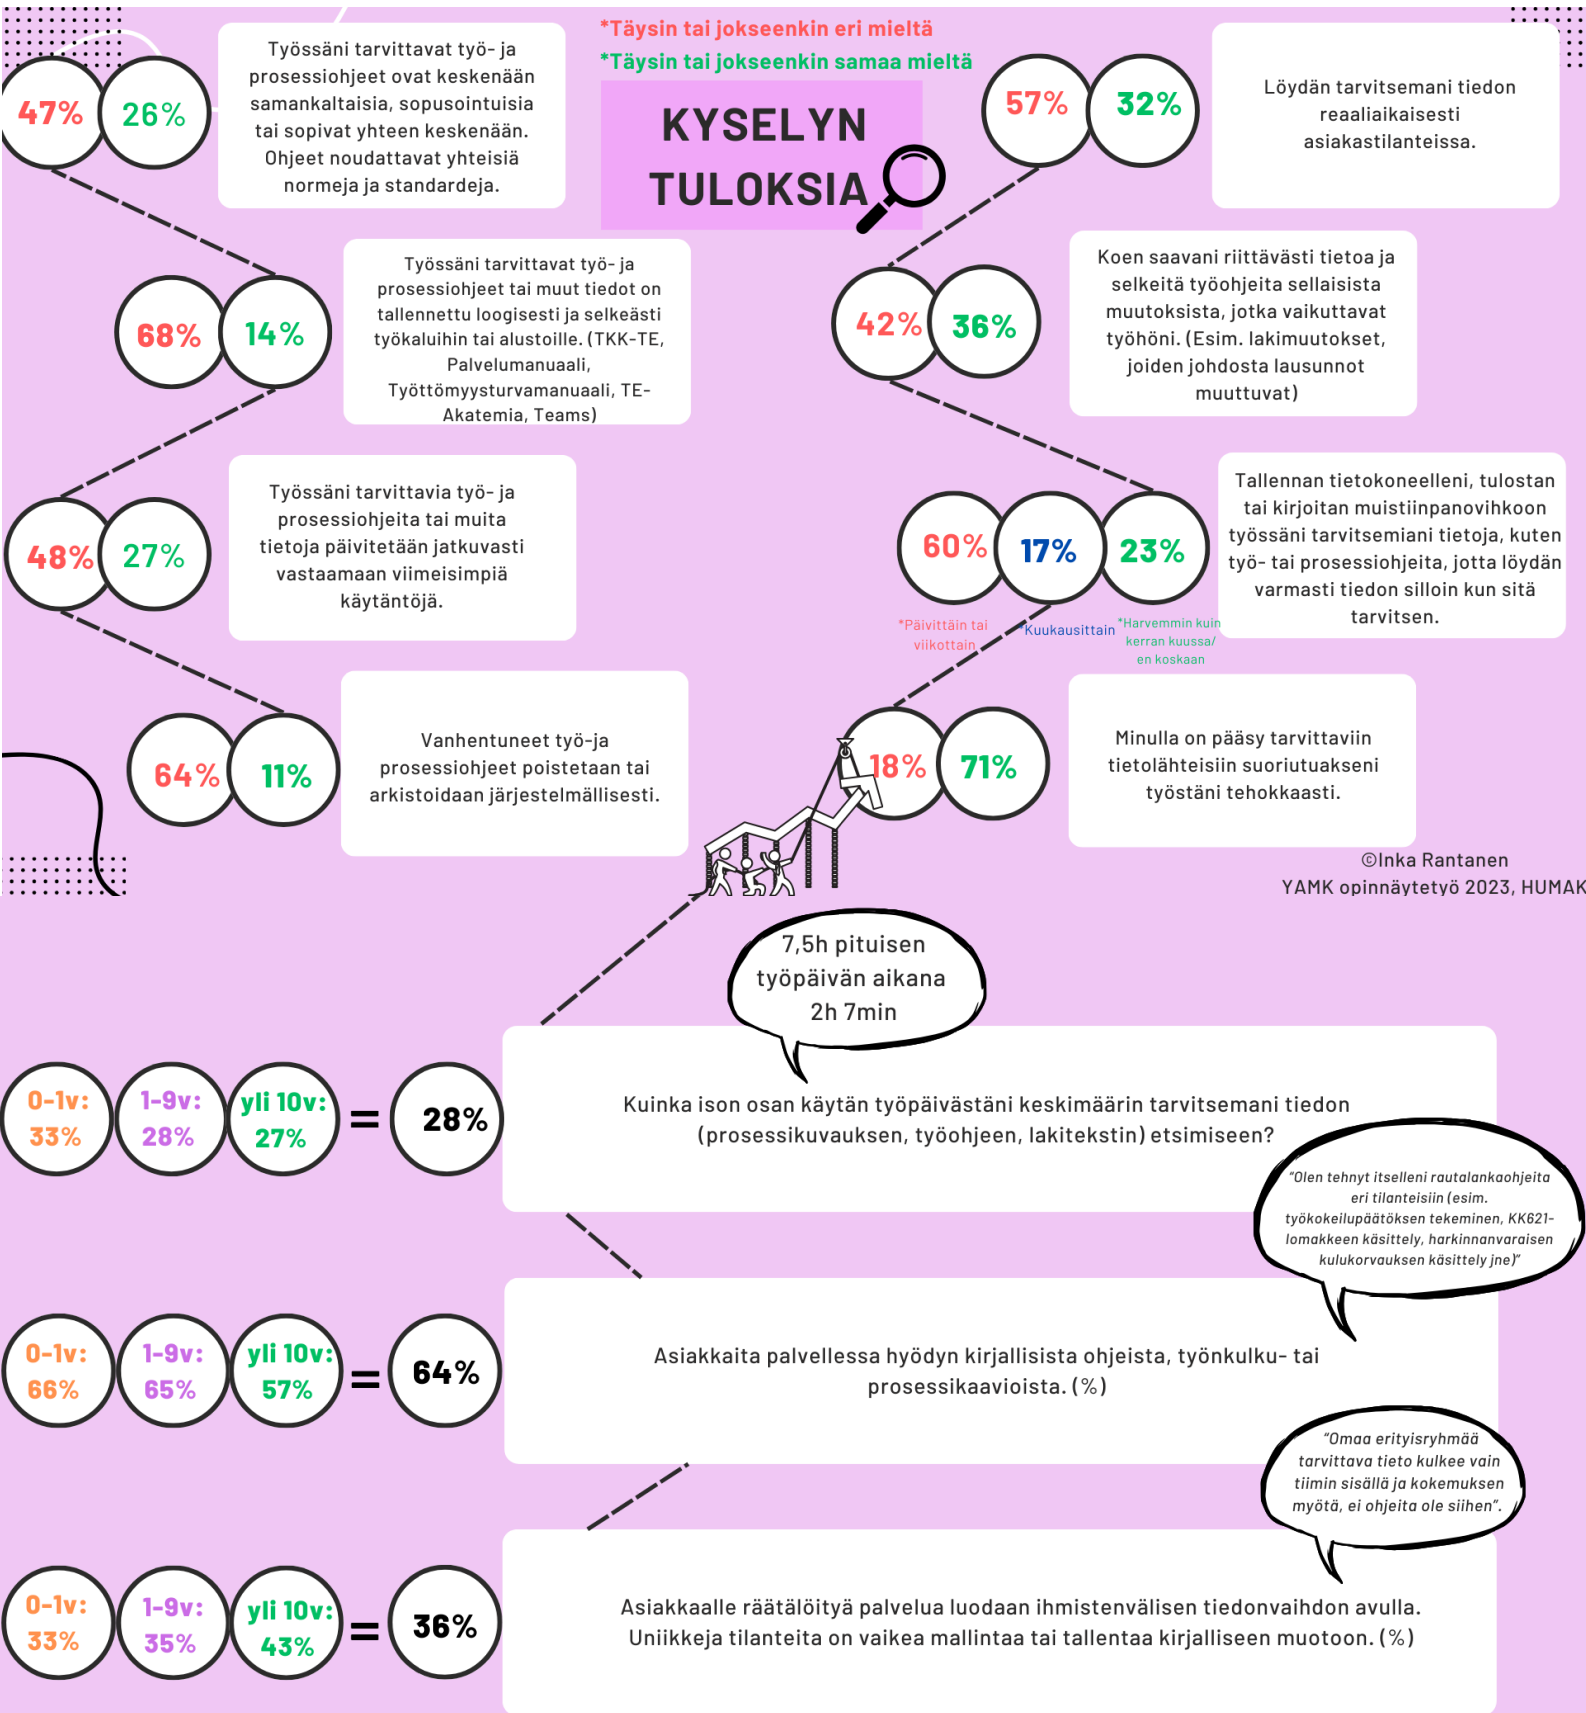 *Täysin tai jokseenkin eri mieltä
*Täysin tai jokseenkin samaa mieltä
KYSELYN
TULOKSIA
47%
26%
Työssäni tarvittavat työ- ja
prosessiohjeet ovat keskenään
samankaltaisia, sopusointuisia
tai sopivat yhteen keskenään.
Ohjeet noudattavat yhteisiä
normeja ja standardeja.
68%
14%
Työssäni tarvittavat työ- ja
prosessiohjeet tai muut tiedot on
tallennettu loogisesti ja selkeästi
työkaluihin tai alustoille. (TKK-TE,
Palvelumanuaali,
Työttömyysturvamanuaali, TE-
Akatemia, Teams)
48%
27%
Työssäni tarvittavia työ- ja
prosessiohjeita tai muita
tietoja päivitetään jatkuvasti
vastaamaan viimeisimpiä
käytäntöjä.
64%
11%
Vanhentuneet työ-ja
prosessiohjeet poistetaan tai
arkistoidaan järjestelmällisesti.
57%
32%
Löydän tarvitsemani tiedon
reaaliaikaisesti
asiakastilanteissa.
42%
36%
Koen saavani riittävästi tietoa ja
selkeitä työohjeita sellaisista
muutoksista, jotka vaikuttavat
työhöni. (Esim. lakimuutokset,
joiden johdosta lausunnot
muuttuvat)
60%
17%
23%
*Päivittäin tai
viikottain
*Kuukausittain
*Harvemmin kuin
kerran kuussa/
en koskaan
Tallennan tietokoneelleni, tulostan
tai kirjoitan muistiinpanovihkoon
työssäni tarvitsemiani tietoja, kuten
työ- tai prosessiohjeita, jotta löydän
varmasti tiedon silloin kun sitä
tarvitsen.
18%
71%
Minulla on pääsy tarvittaviin
tietolähteisiin suoriutuakseni
työstäni tehokkaasti.
©Inka Rantanen
YAMK opinnäytetyö 2023, HUMAK
7,5h pituisen
työpäivän aikana
2h 7min
0-1v:
33%
1-9v:
28%
yli 10v:
27%
=
28%
Kuinka ison osan käytän työpäivästäni keskimäärin tarvitsemani tiedon
(prosessikuvauksen, työohjeen, lakitekstin) etsimiseen?
"Olen tehnyt itselleni rautalankaohjeita
eri tilanteisiin (esim.
työkokeilupäätöksen tekeminen, KK621-
lomakkeen käsittely, harkinnanvaraisen
kulukorvauksen käsittely jne)"
0-1v:
66%
1-9v:
65%
yli 10v:
57%
=
64%
Asiakkaita palvellessa hyödyn kirjallisista ohjeista, työnkulku- tai
prosessikaavioista. (%)
"Omaa erityisryhmää
tarvittava tieto kulkee vain
tiimin sisällä ja kokemuksen
myötä, ei ohjeita ole siihen".
0-1v:
33%
1-9v:
35%
yli 10v:
43%
=
36%
Asiakkaalle räätälöityä palvelua luodaan ihmistenvälisen tiedonvaihdon avulla.
Uniikkeja tilanteita on vaikea mallintaa tai tallentaa kirjalliseen muotoon. (%)